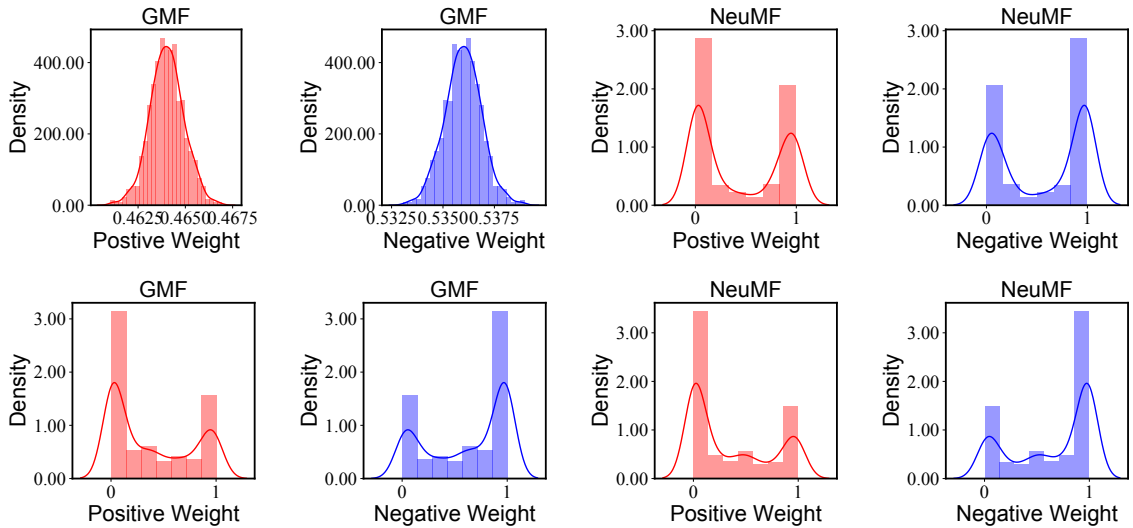 GMF
Density
400.00
200.00
0.00
0.4625
0.4650
0.4675
Postive Weight
GMF
Density
400.00
200.00
0.00
0.5325
0.5350
0.5375
Negative Weight
NeuMF
Density
3.00
2.00
1.00
0.00
0
1
Postive Weight
NeuMF
Density
3.00
2.00
1.00
0.00
0
1
Negative Weight
GMF
Density
3.00
2.00
1.00
0.00
0
1
Positive Weight
GMF
Density
3.00
2.00
1.00
0.00
0
1
Negative Weight
NeuMF
Density
3.00
2.00
1.00
0.00
0
1
Positive Weight
NeuMF
Density
3.00
2.00
1.00
0.00
0
1
Negative Weight